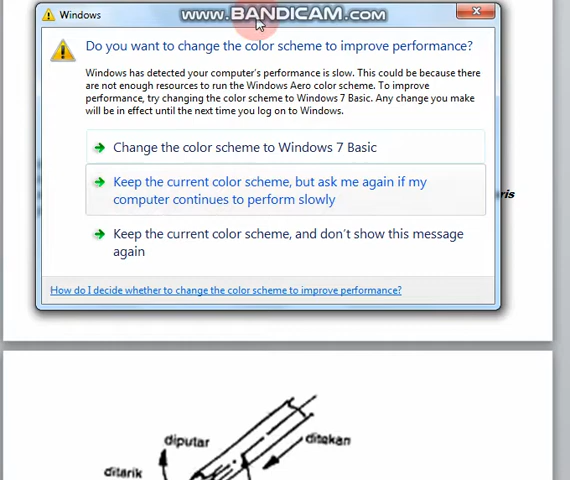 Windows
www.BANDICAM.com
Do you want to change the color scheme to improve performance?
Windows has detected your computer's performance is slow. This could be because there
are not enough resources to run the Windows Aero color scheme. To improve
performance, try changing the color scheme to Windows 7 Basic. Any change you make
will be in effect until the next time you log on to Windows.
Change the color scheme to Windows 7 Basic
Keep the current color scheme, but ask me again if my
computer continues to perform slowly
ris
Keep the current color scheme, and don't show this message
again
How do I decide whether to change the color scheme to improve performance?
diputar
ditekan
ditarik